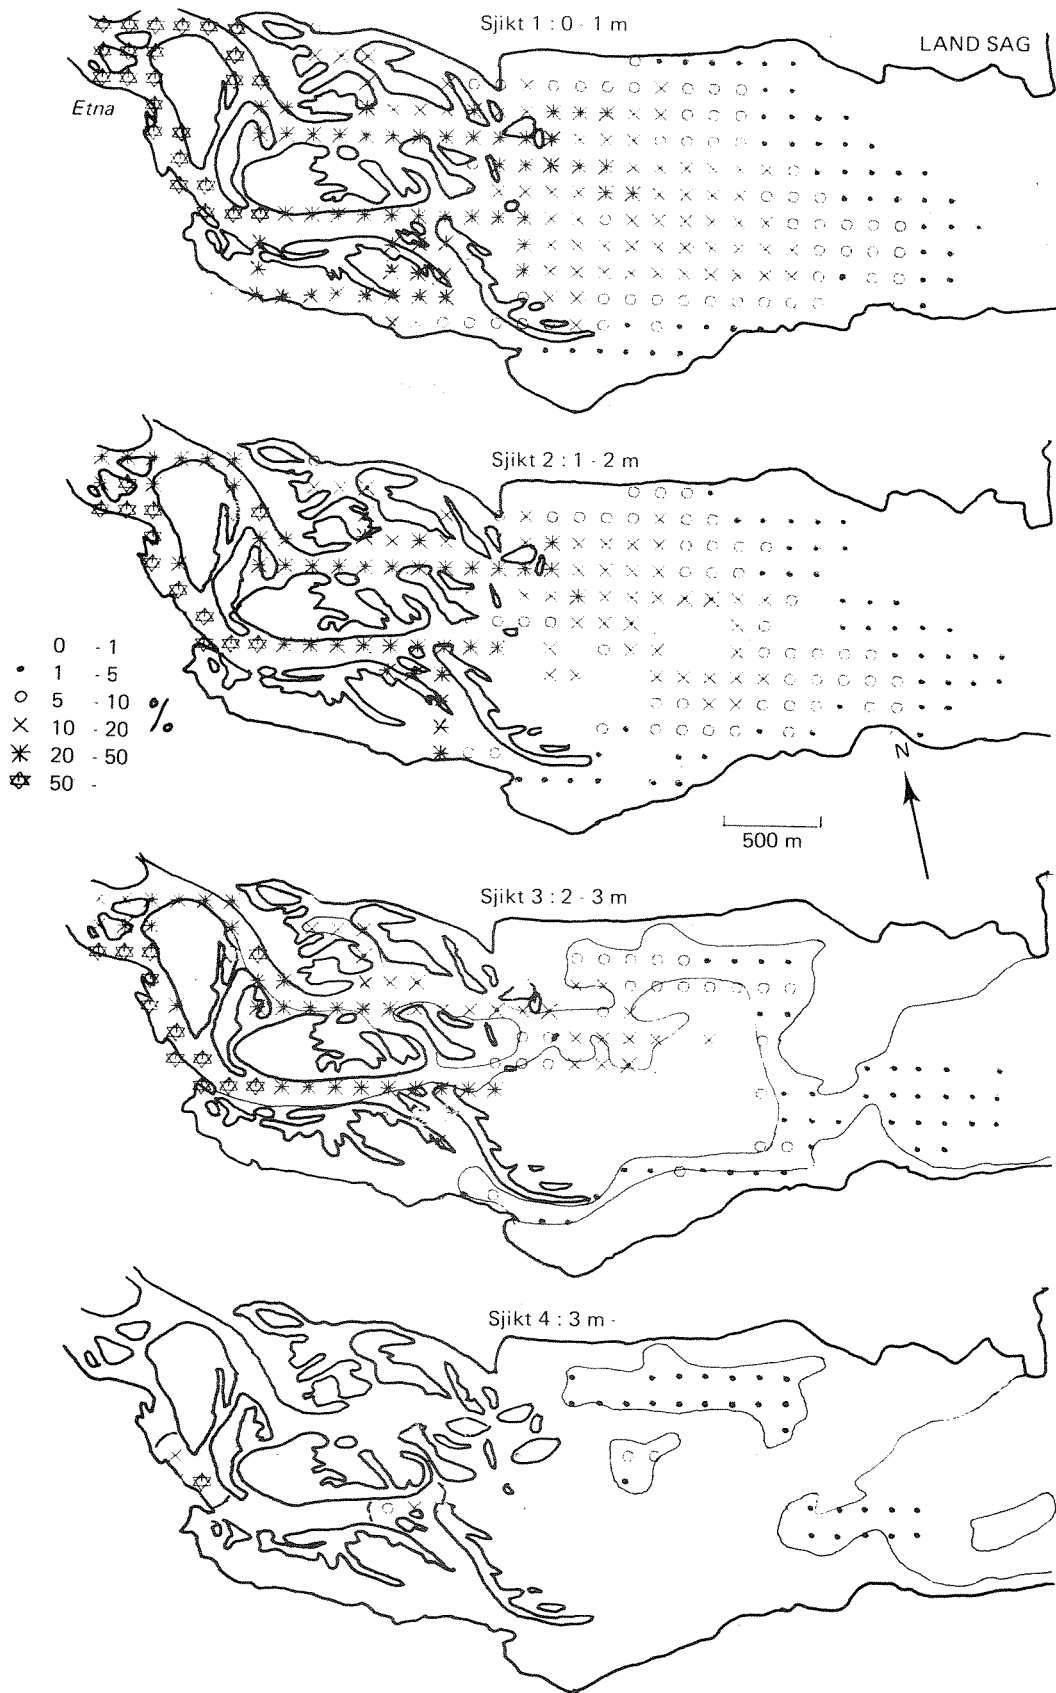 Sjikt 1 : 0 - 1 m
LAND SAG
Etna
Sjikt 2 : 1 - 2 m
0 - 1
1 - 5
5 - 10 %
10 - 20
20 - 50
50 -
N
500 m
Sjikt 3 : 2 - 3 m
Sjikt 4 : 3 m -